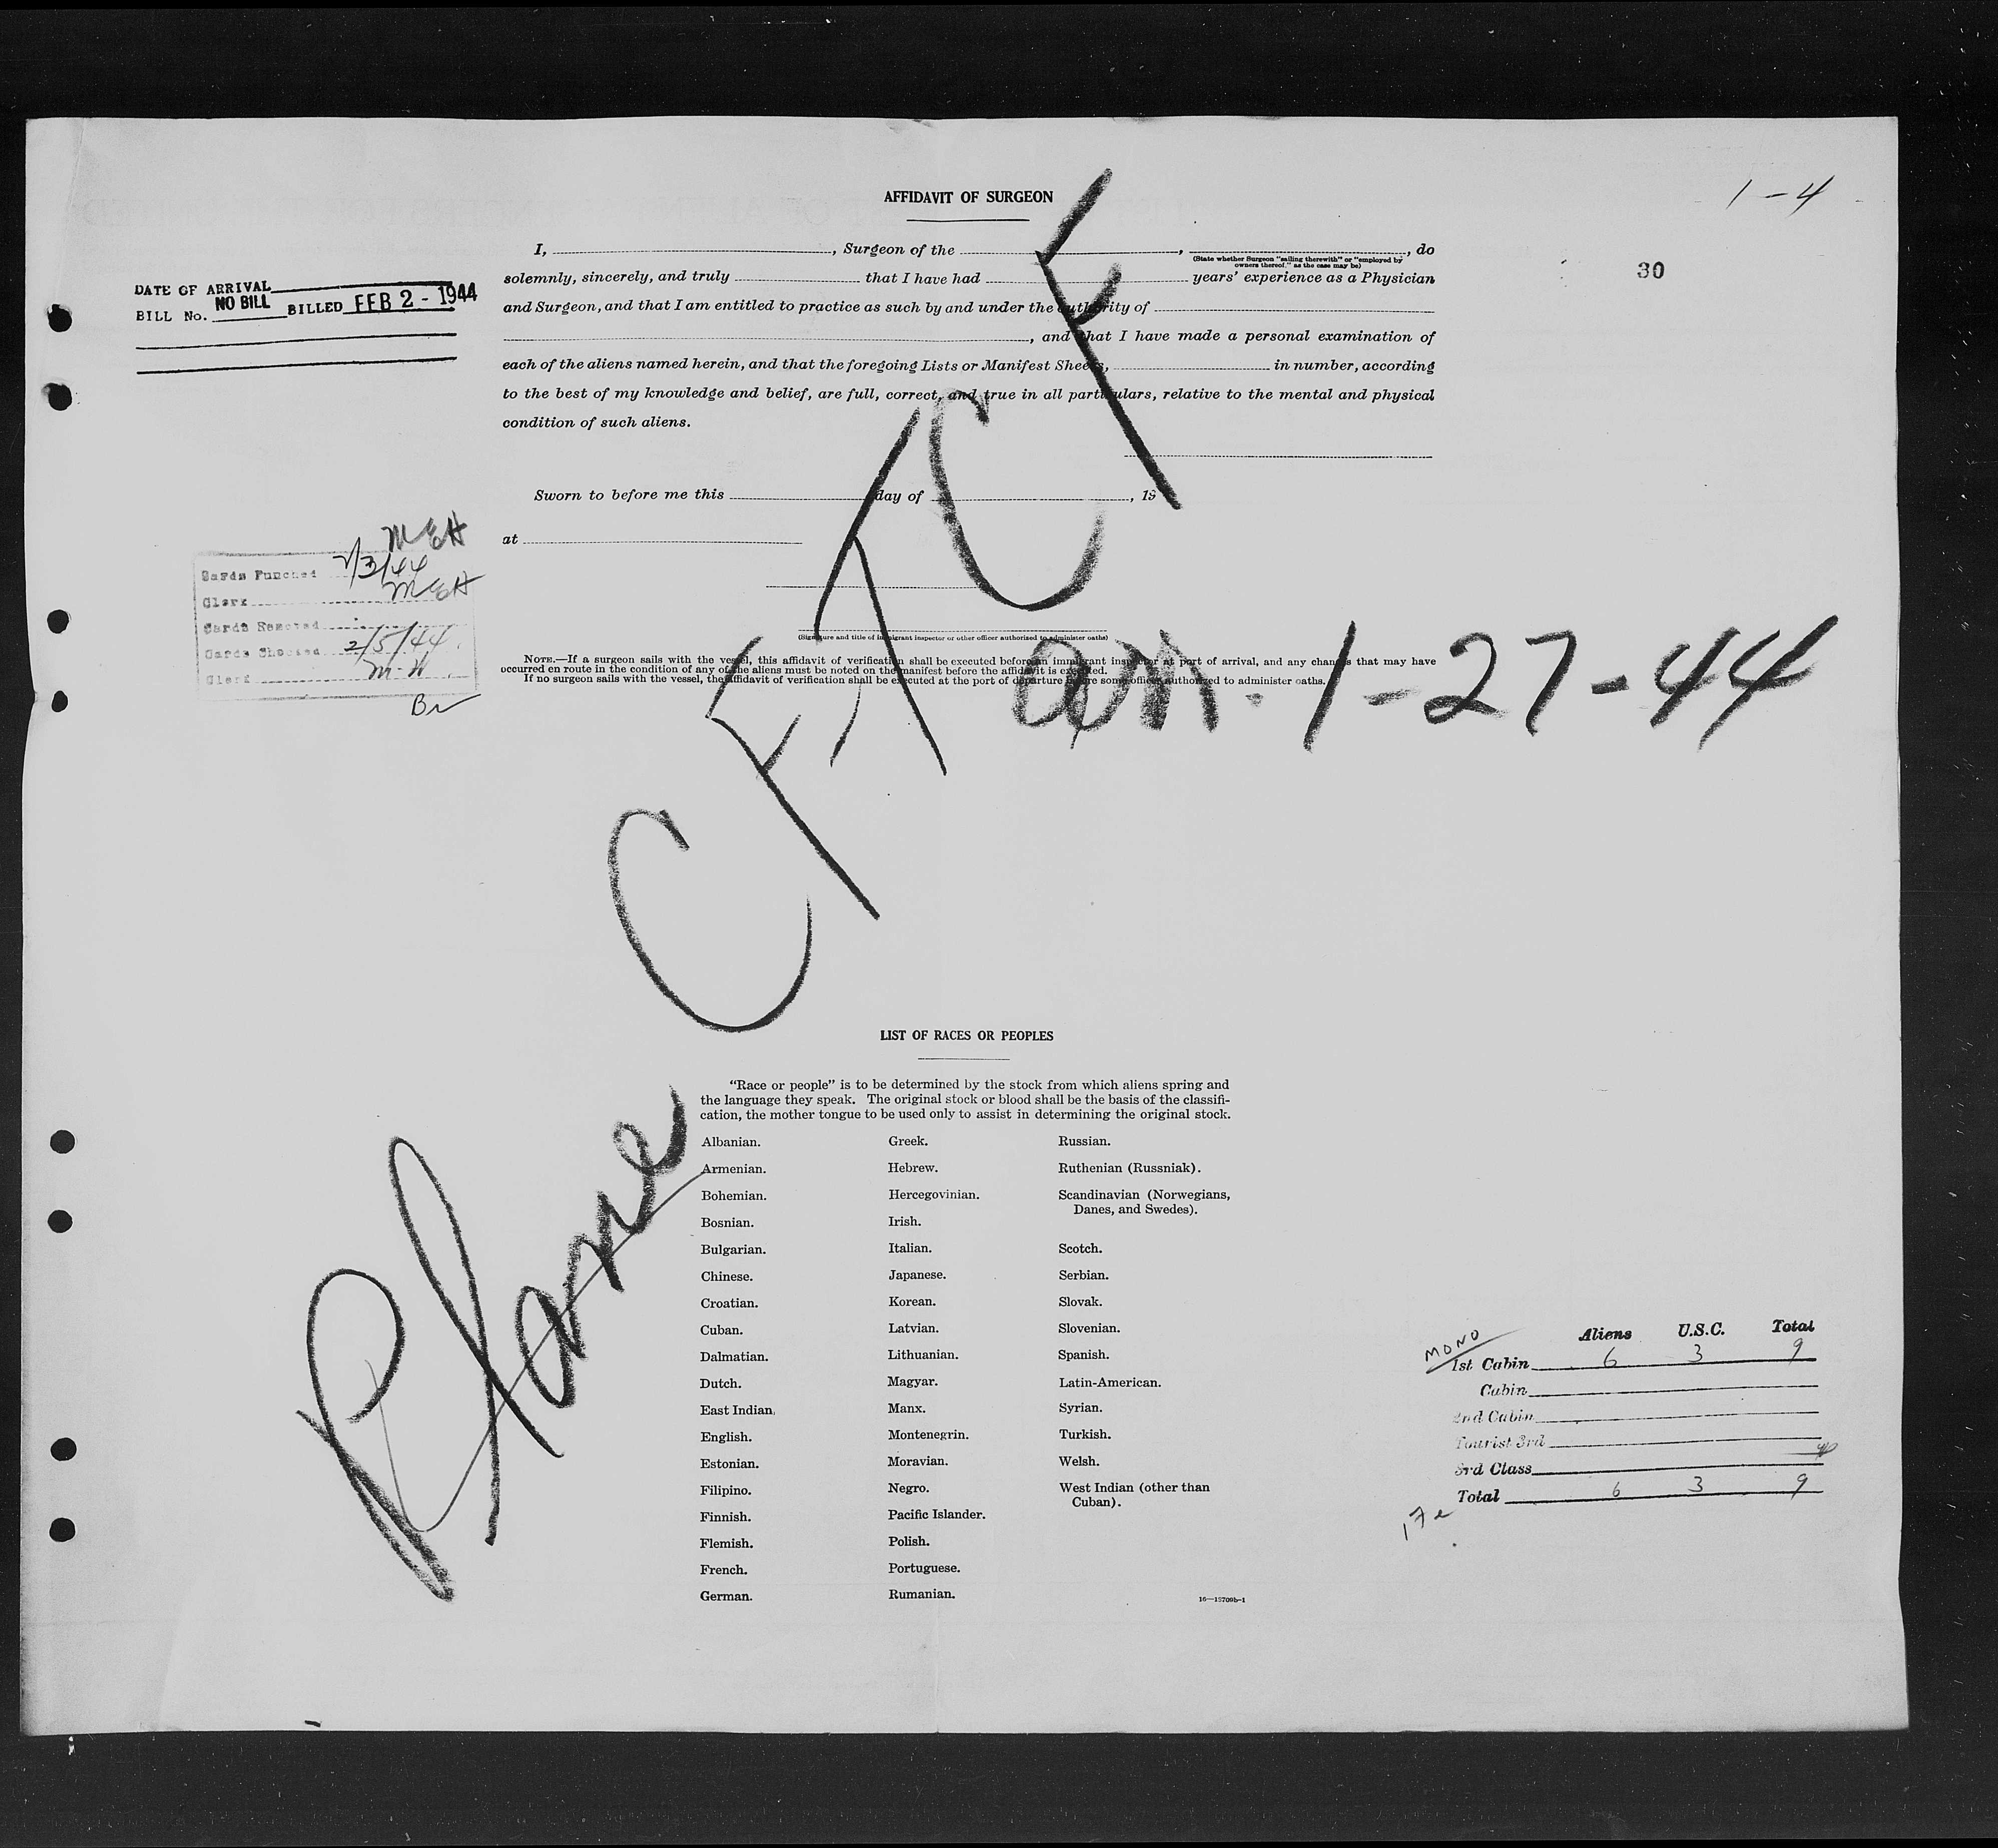 AFFIDAVIT OF SURGEON
1-4
30
I, , Surgeon of the , , do
(State whether Surgeon "sailing therewith" or "employed by
owners thereof," as the case may be)
solemnly, sincerely, and truly that I have had years' experience as a Physician
and Surgeon, and that I am entitled to practice as such by and under the authority of
, and that I have made a personal examination of
each of the aliens named herein, and that the foregoing Lists or Manifest Sheets, in number, according
to the best of my knowledge and belief, are full, correct, and true in all particulars, relative to the mental and physical
condition of such aliens.
Sworn to before me this day of , 19
at
(Signature and title of immigrant inspector or other officer authorized to administer oaths)
NOTE.—If a surgeon sails with the vessel, this affidavit of verification shall be executed before an immigrant inspector at port of arrival, and any changes that may have
occurred en route in the condition of any of the aliens must be noted on the manifest before the affidavit is executed.
If no surgeon sails with the vessel, the affidavit of verification shall be executed at the port of departure before some officer authorized to administer oaths.
DATE OF ARRIVAL
BILL No. NO BILL BILLED FEB 2 - 1944
MEH
Cards Punched 2/3/44
Clerk MEH
Cards Removed
Cards Checked 2/5/44
Clerk M-W
Plane
1-27-44
LIST OF RACES OR PEOPLES
"Race or people" is to be determined by the stock from which aliens spring and
the language they speak. The original stock or blood shall be the basis of the classifi-
cation, the mother tongue to be used only to assist in determining the original stock.
Albanian.
Armenian.
Bohemian.
Bosnian.
Bulgarian.
Chinese.
Croatian.
Cuban.
Dalmatian.
Dutch.
East Indian.
English.
Estonian.
Filipino.
Finnish.
Flemish.
French.
German.
Greek.
Hebrew.
Hercegovinian.
Irish.
Italian.
Japanese.
Korean.
Latvian.
Lithuanian.
Magyar.
Manx.
Montenegrin.
Moravian.
Negro.
Pacific Islander.
Polish.
Portuguese.
Rumanian.
Russian.
Ruthenian (Russniak).
Scandinavian (Norwegians,
Danes, and Swedes).
Scotch.
Serbian.
Slovak.
Slovenian.
Spanish.
Latin-American.
Syrian.
Turkish.
Welsh.
West Indian (other than
Cuban).
16—13709b-1
MONO
Aliens U.S.C. Total
1st Cabin 6 3 9
Cabin
2nd Cabin
Tourist 3rd
3rd Class
Total 6 3 9